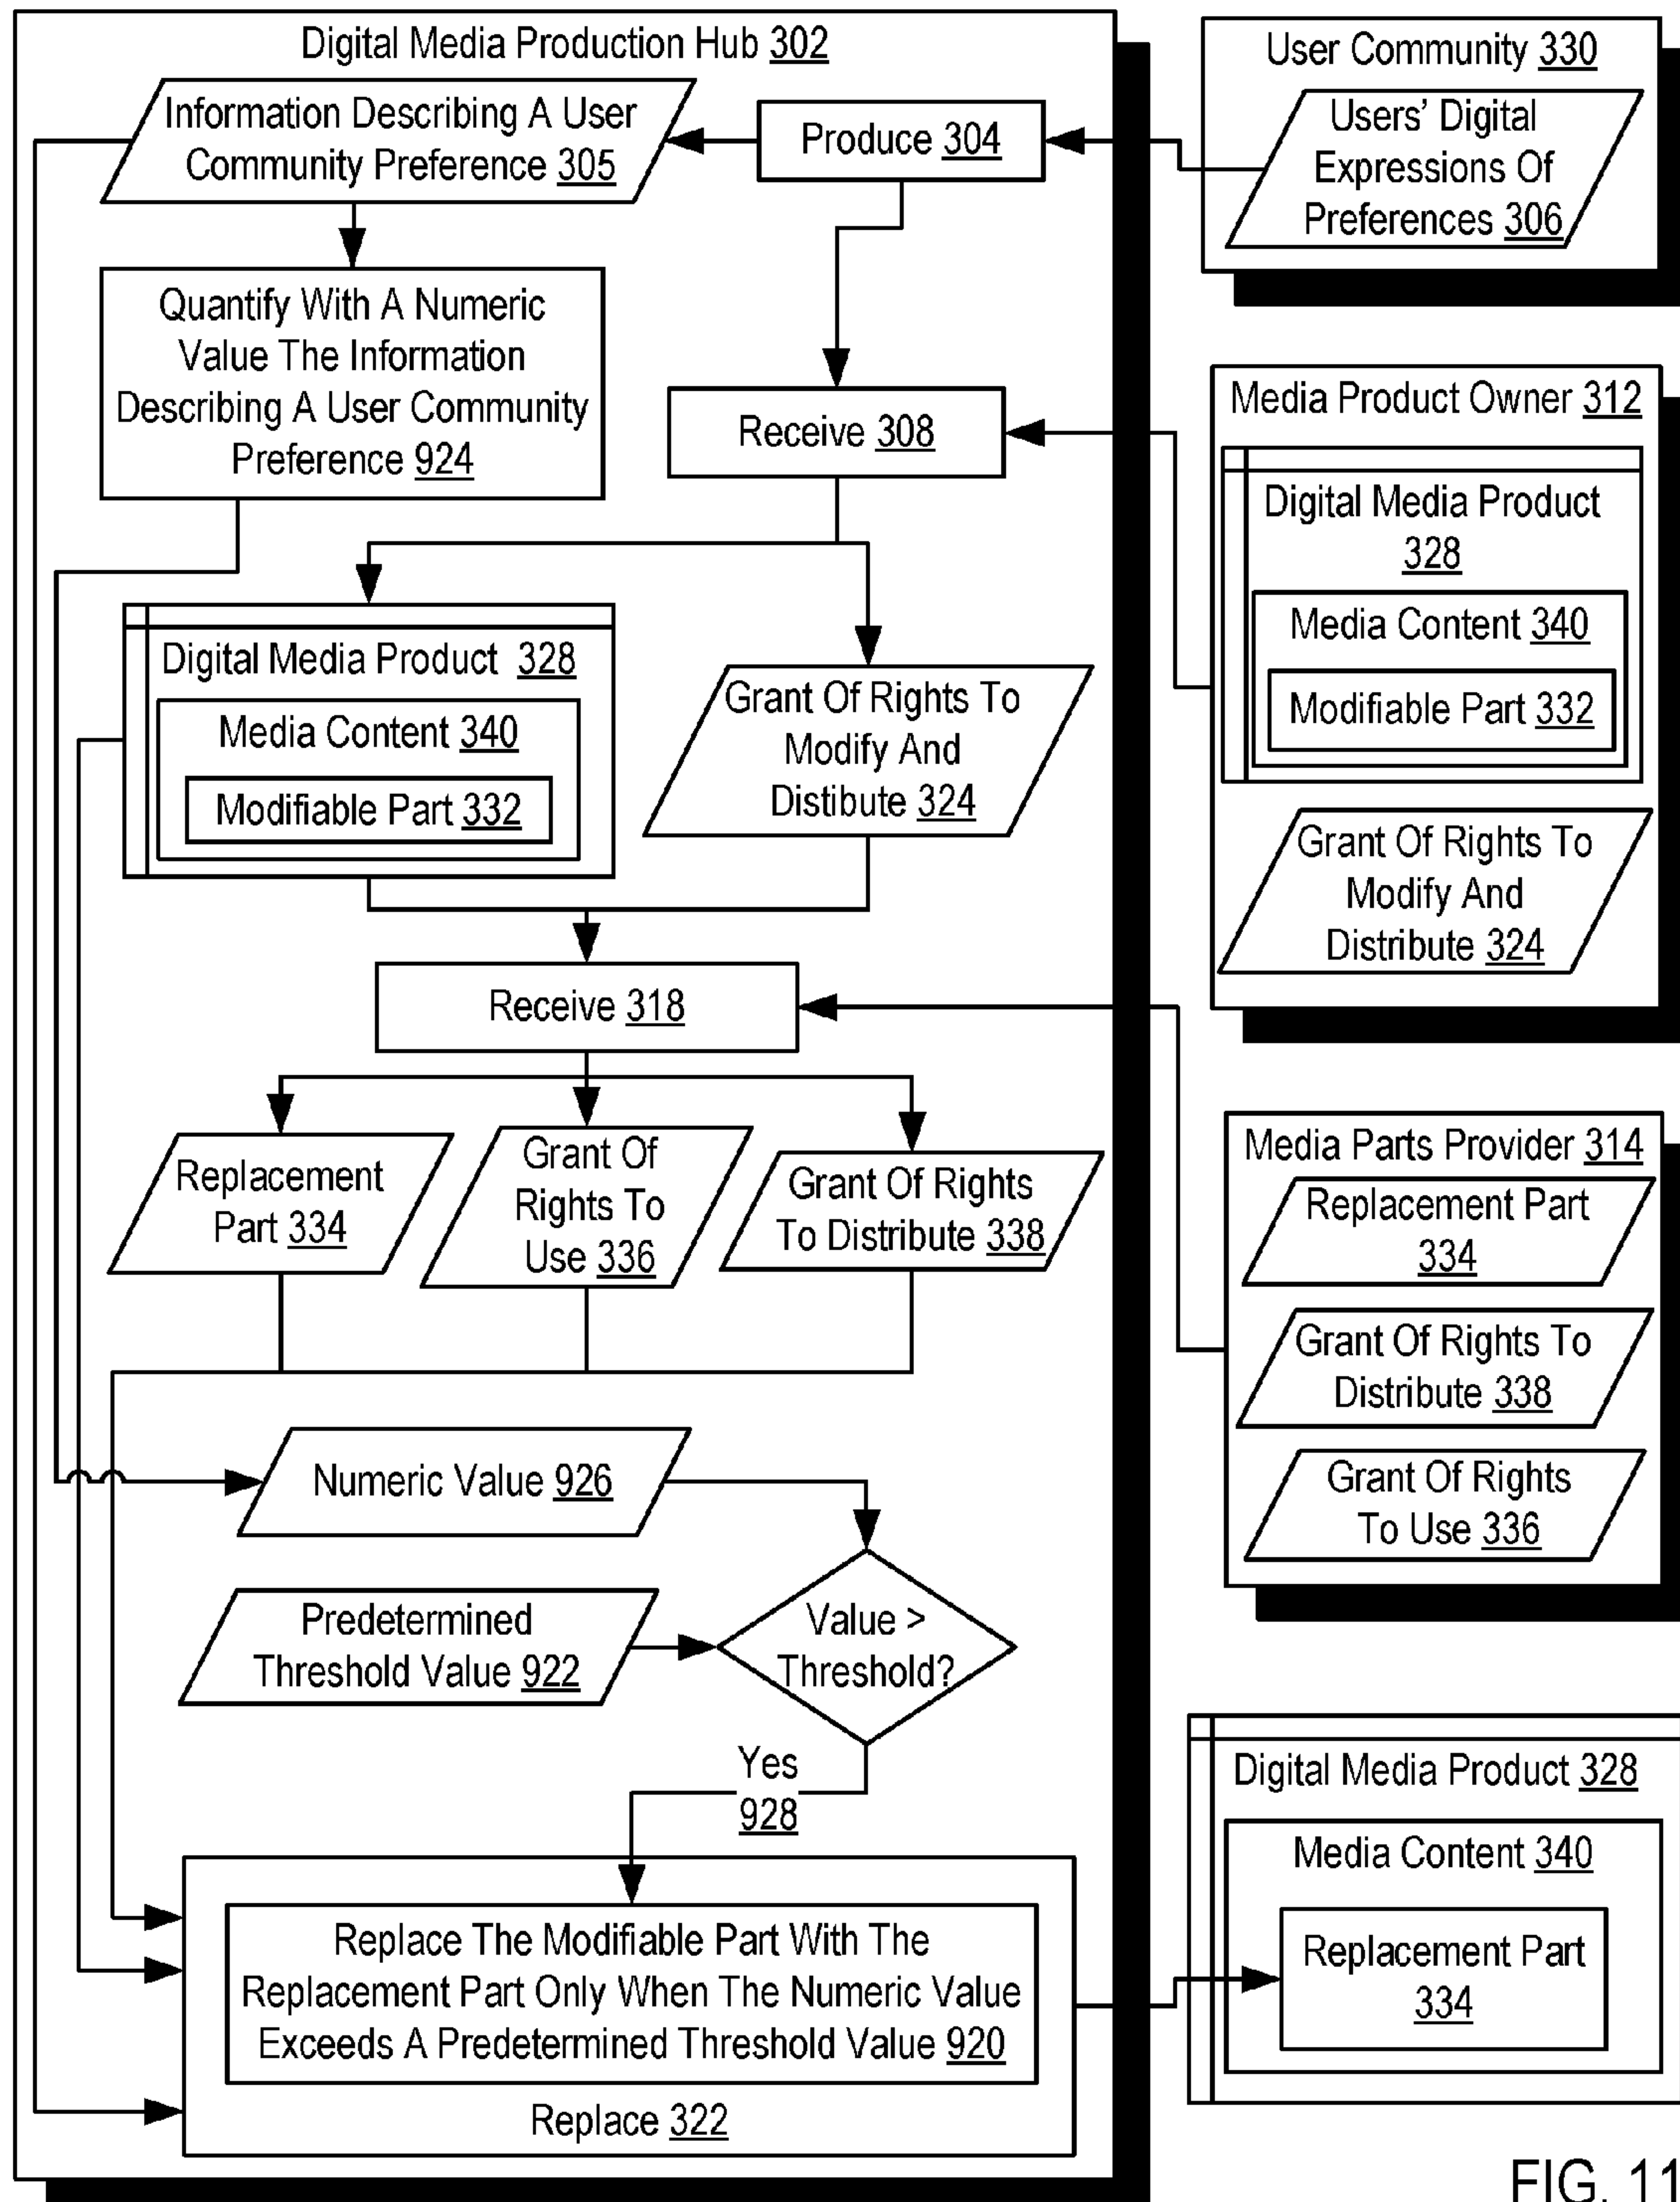 Digital Media Production Hub 302
Information Describing A User
Community Preference 305
Produce 304
User Community 330
Users' Digital
Expressions Of
Preferences 306
Quantify With A Numeric
Value The Information
Describing A User Community
Preference 924
Receive 308
Media Product Owner 312
Digital Media Product
328
Media Content 340
Modifiable Part 332
Grant Of Rights To
Modify And
Distribute 324
Digital Media Product 328
Media Content 340
Modifiable Part 332
Grant Of Rights To
Modify And
Distibute 324
Receive 318
Replacement
Part 334
Grant Of
Rights To
Use 336
Grant Of Rights
To Distribute 338
Media Parts Provider 314
Replacement Part
334
Grant Of Rights To
Distribute 338
Grant Of Rights
To Use 336
Numeric Value 926
Predetermined
Threshold Value 922
Value >
Threshold?
Yes
928
Replace The Modifiable Part With The
Replacement Part Only When The Numeric Value
Exceeds A Predetermined Threshold Value 920
Replace 322
Digital Media Product 328
Media Content 340
Replacement Part
334
FIG. 11